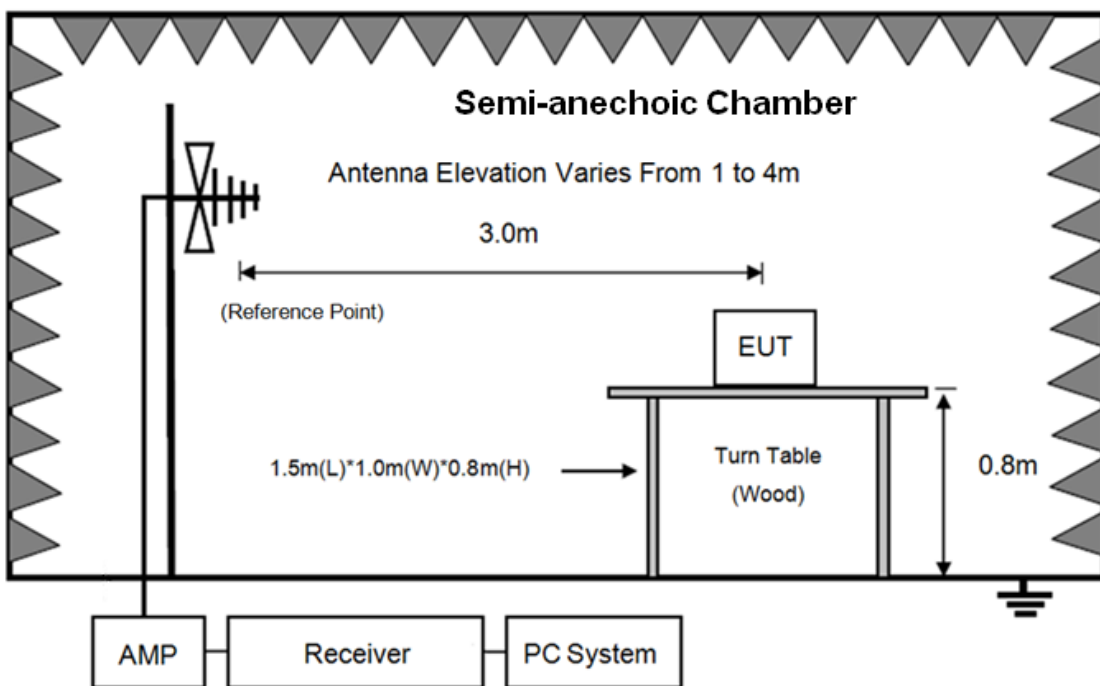 Semi-anechoic Chamber
Antenna Elevation Varies From 1 to 4m
3.0m
(Reference Point)
EUT
1.5m(L)*1.0m(W)*0.8m(H)
Turn Table
(Wood)
0.8m
AMP
Receiver
PC System